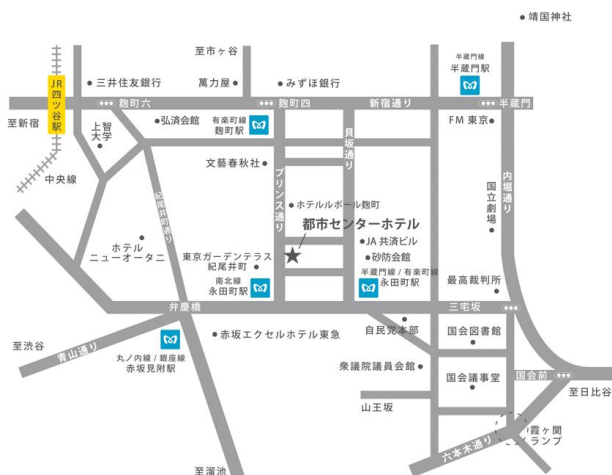 靖国神社
至市ヶ谷
半蔵門線
半蔵門駅
JR四ツ谷駅
三井住友銀行
萬力屋
みずほ銀行
至新宿
麹町六
麹町四
新宿通り
半蔵門
上智
大学
弘済会館
有楽町線
麹町駅
FM東京
貝坂通り
内堀通り
中央線
文藝春秋社
プリンス通り
紀尾井町通り
国立劇場
ホテルルポール麹町
都市センターホテル
ホテル
ニューオータニ
東京ガーデンテラス
紀尾井町
JA共済ビル
砂防会館
南北線
永田町駅
半蔵門線 / 有楽町線
永田町駅
最高裁判所
弁慶橋
三宅坂
至渋谷
青山通り
赤坂エクセルホテル東急
自民党本部
国会図書館
丸ノ内線 / 銀座線
赤坂見附駅
衆議院議員会館
国会議事堂
国会前
至日比谷
山王坂
霞ヶ関
ランプ
六本木通り
至溜池